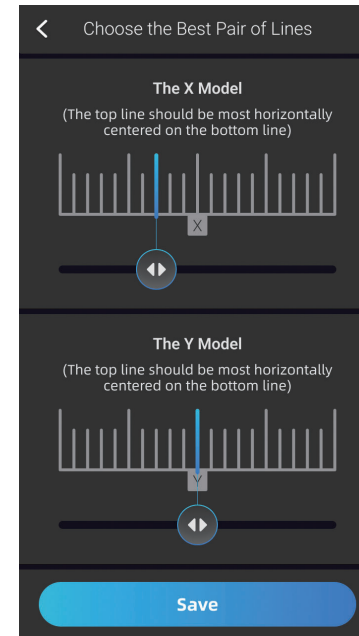 Choose the Best Pair of Lines
The X Model
(The top line should be most horizontally
centered on the bottom line)
X
The Y Model
(The top line should be most horizontally
centered on the bottom line)
Y
Save